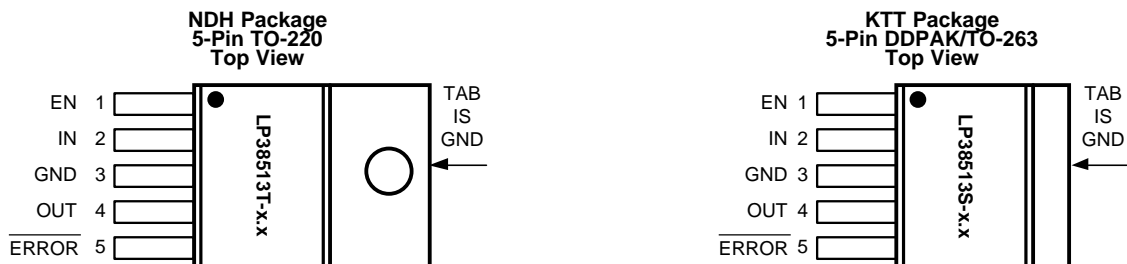 NDH Package
5-Pin TO-220
Top View
EN 1
IN 2
GND 3
OUT 4
ERROR 5
LP38513T-x.x
TAB
IS
GND
KTT Package
5-Pin DDPAK/TO-263
Top View
EN 1
IN 2
GND 3
OUT 4
ERROR 5
LP38513S-x.x
TAB
IS
GND